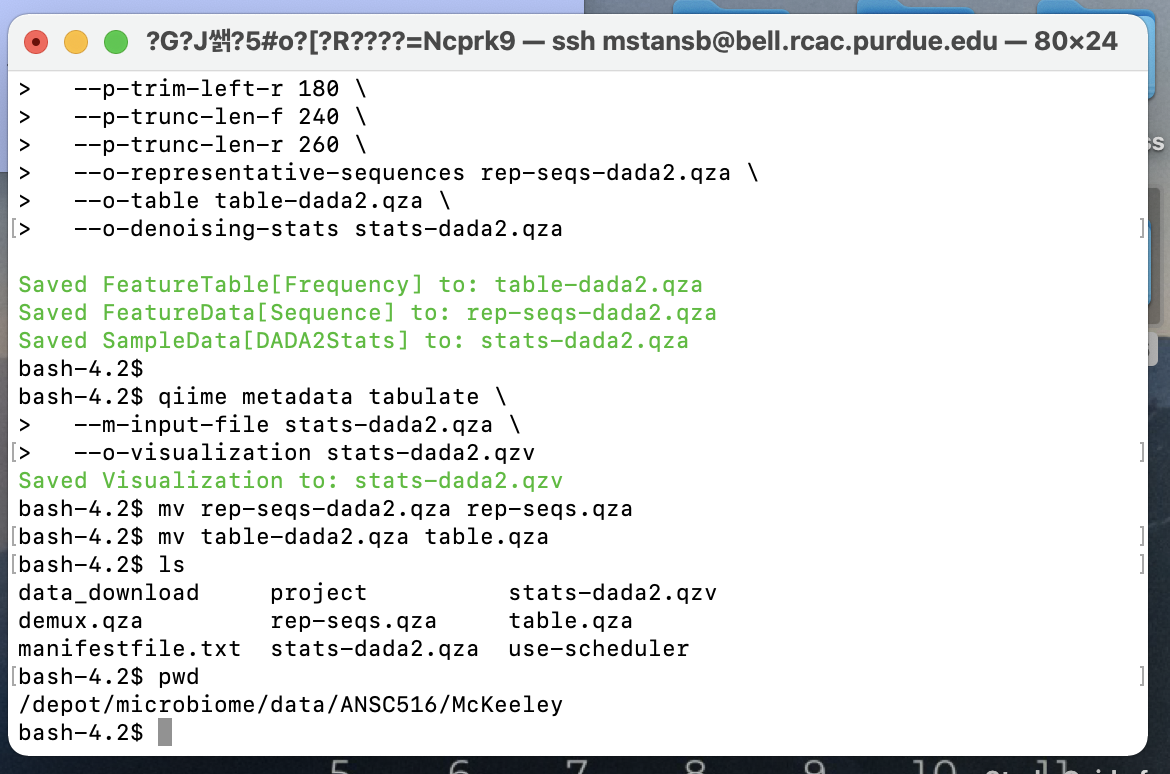 ?G?J쌝?5#o?[?R????=Ncprk9 — ssh mstansb@bell.rcac.purdue.edu — 80×24
>   --p-trim-left-r 180 \
>   --p-trunc-len-f 240 \
>   --p-trunc-len-r 260 \
>   --o-representative-sequences rep-seqs-dada2.qza \
>   --o-table table-dada2.qza \
[>   --o-denoising-stats stats-dada2.qza ]
Saved FeatureTable[Frequency] to: table-dada2.qza
Saved FeatureData[Sequence] to: rep-seqs-dada2.qza
Saved SampleData[DADA2Stats] to: stats-dada2.qza
bash-4.2$
bash-4.2$ qiime metadata tabulate \
>   --m-input-file stats-dada2.qza \
[>   --o-visualization stats-dada2.qzv ]
Saved Visualization to: stats-dada2.qzv
bash-4.2$ mv rep-seqs-dada2.qza rep-seqs.qza
[bash-4.2$ mv table-dada2.qza table.qza ]
[bash-4.2$ ls ]
data_download     project          stats-dada2.qzv
demux.qza         rep-seqs.qza     table.qza
manifestfile.txt  stats-dada2.qza  use-scheduler
[bash-4.2$ pwd ]
/depot/microbiome/data/ANSC516/McKeeley
bash-4.2$
ss
5 6 7 8 9 10 11